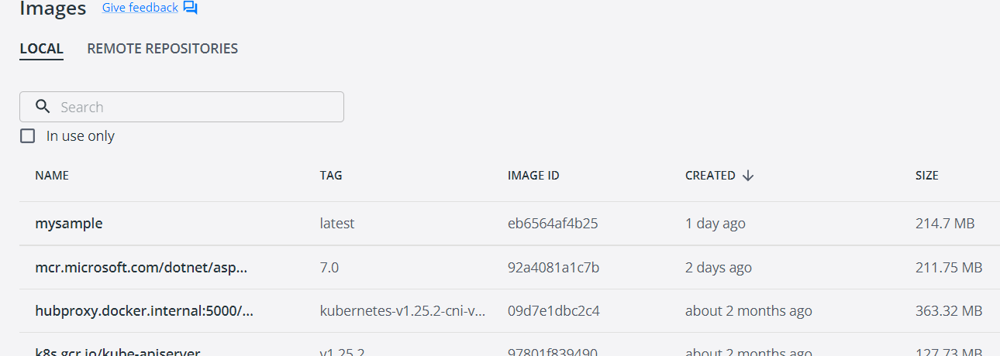 Images Give feedback
LOCAL REMOTE REPOSITORIES
Search
In use only
NAME TAG IMAGE ID CREATED SIZE
mysample latest eb6564af4b25 1 day ago 214.7 MB
mcr.microsoft.com/dotnet/asp... 7.0 92a4081a1c7b 2 days ago 211.75 MB
hubproxy.docker.internal:5000/... kubernetes-v1.25.2-cni-v... 09d7e1dbc2c4 about 2 months ago 363.32 MB
k8s.gcr.io/kube-apiserver v1.25.2 97801f839490 about 2 months ago 127.73 MB